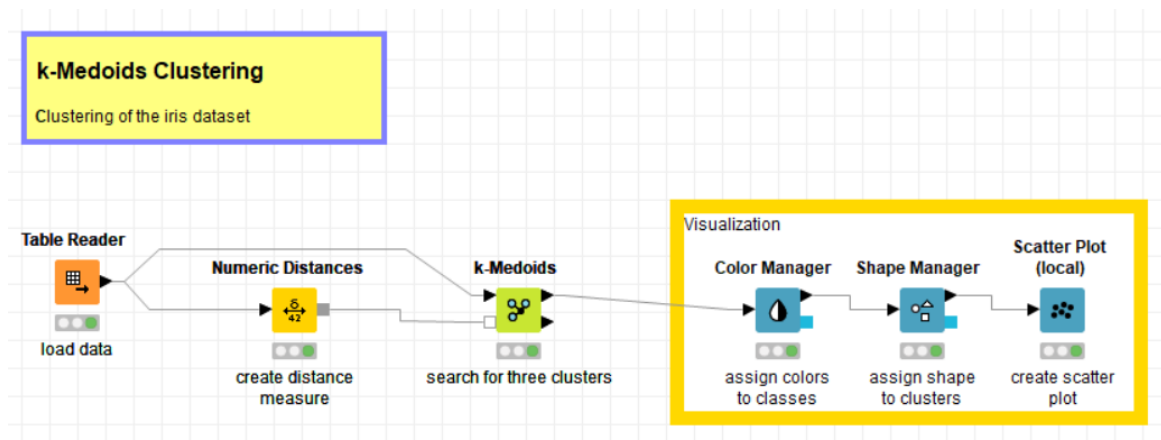 k-Medoids Clustering
Clustering of the iris dataset
Table Reader
load data
Numeric Distances
δ
42
create distance
measure
k-Medoids
search for three clusters
Visualization
Color Manager
assign colors
to classes
Shape Manager
assign shape
to clusters
Scatter Plot
(local)
create scatter
plot